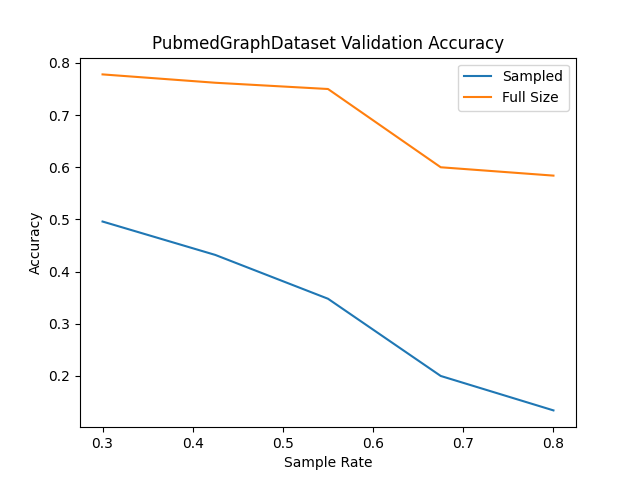 PubmedGraphDataset Validation Accuracy
Sampled
Full Size
0.8
0.7
0.6
0.5
0.4
0.3
0.2
Accuracy
0.3 0.4 0.5 0.6 0.7 0.8
Sample Rate